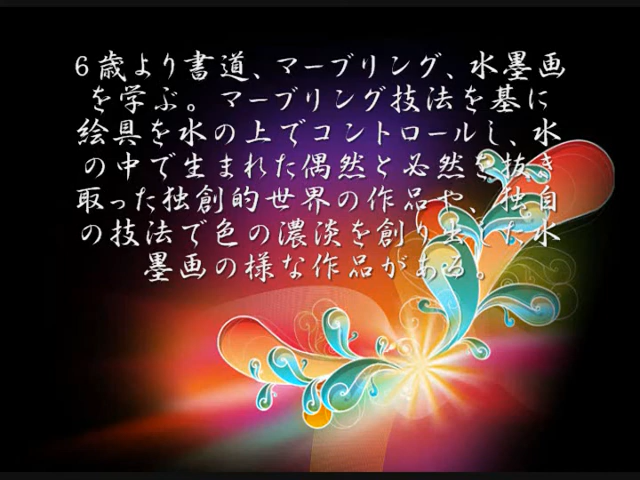 6歳より書道、マーブリング、水墨画
を学ぶ。マーブリング技法を基に
絵具を水の上でコントロールし、水
の中で生まれた偶然と必然を抜き
取った独創的世界の作品や、独自
の技法で色の濃淡を創り出した水
墨画の様な作品がある。